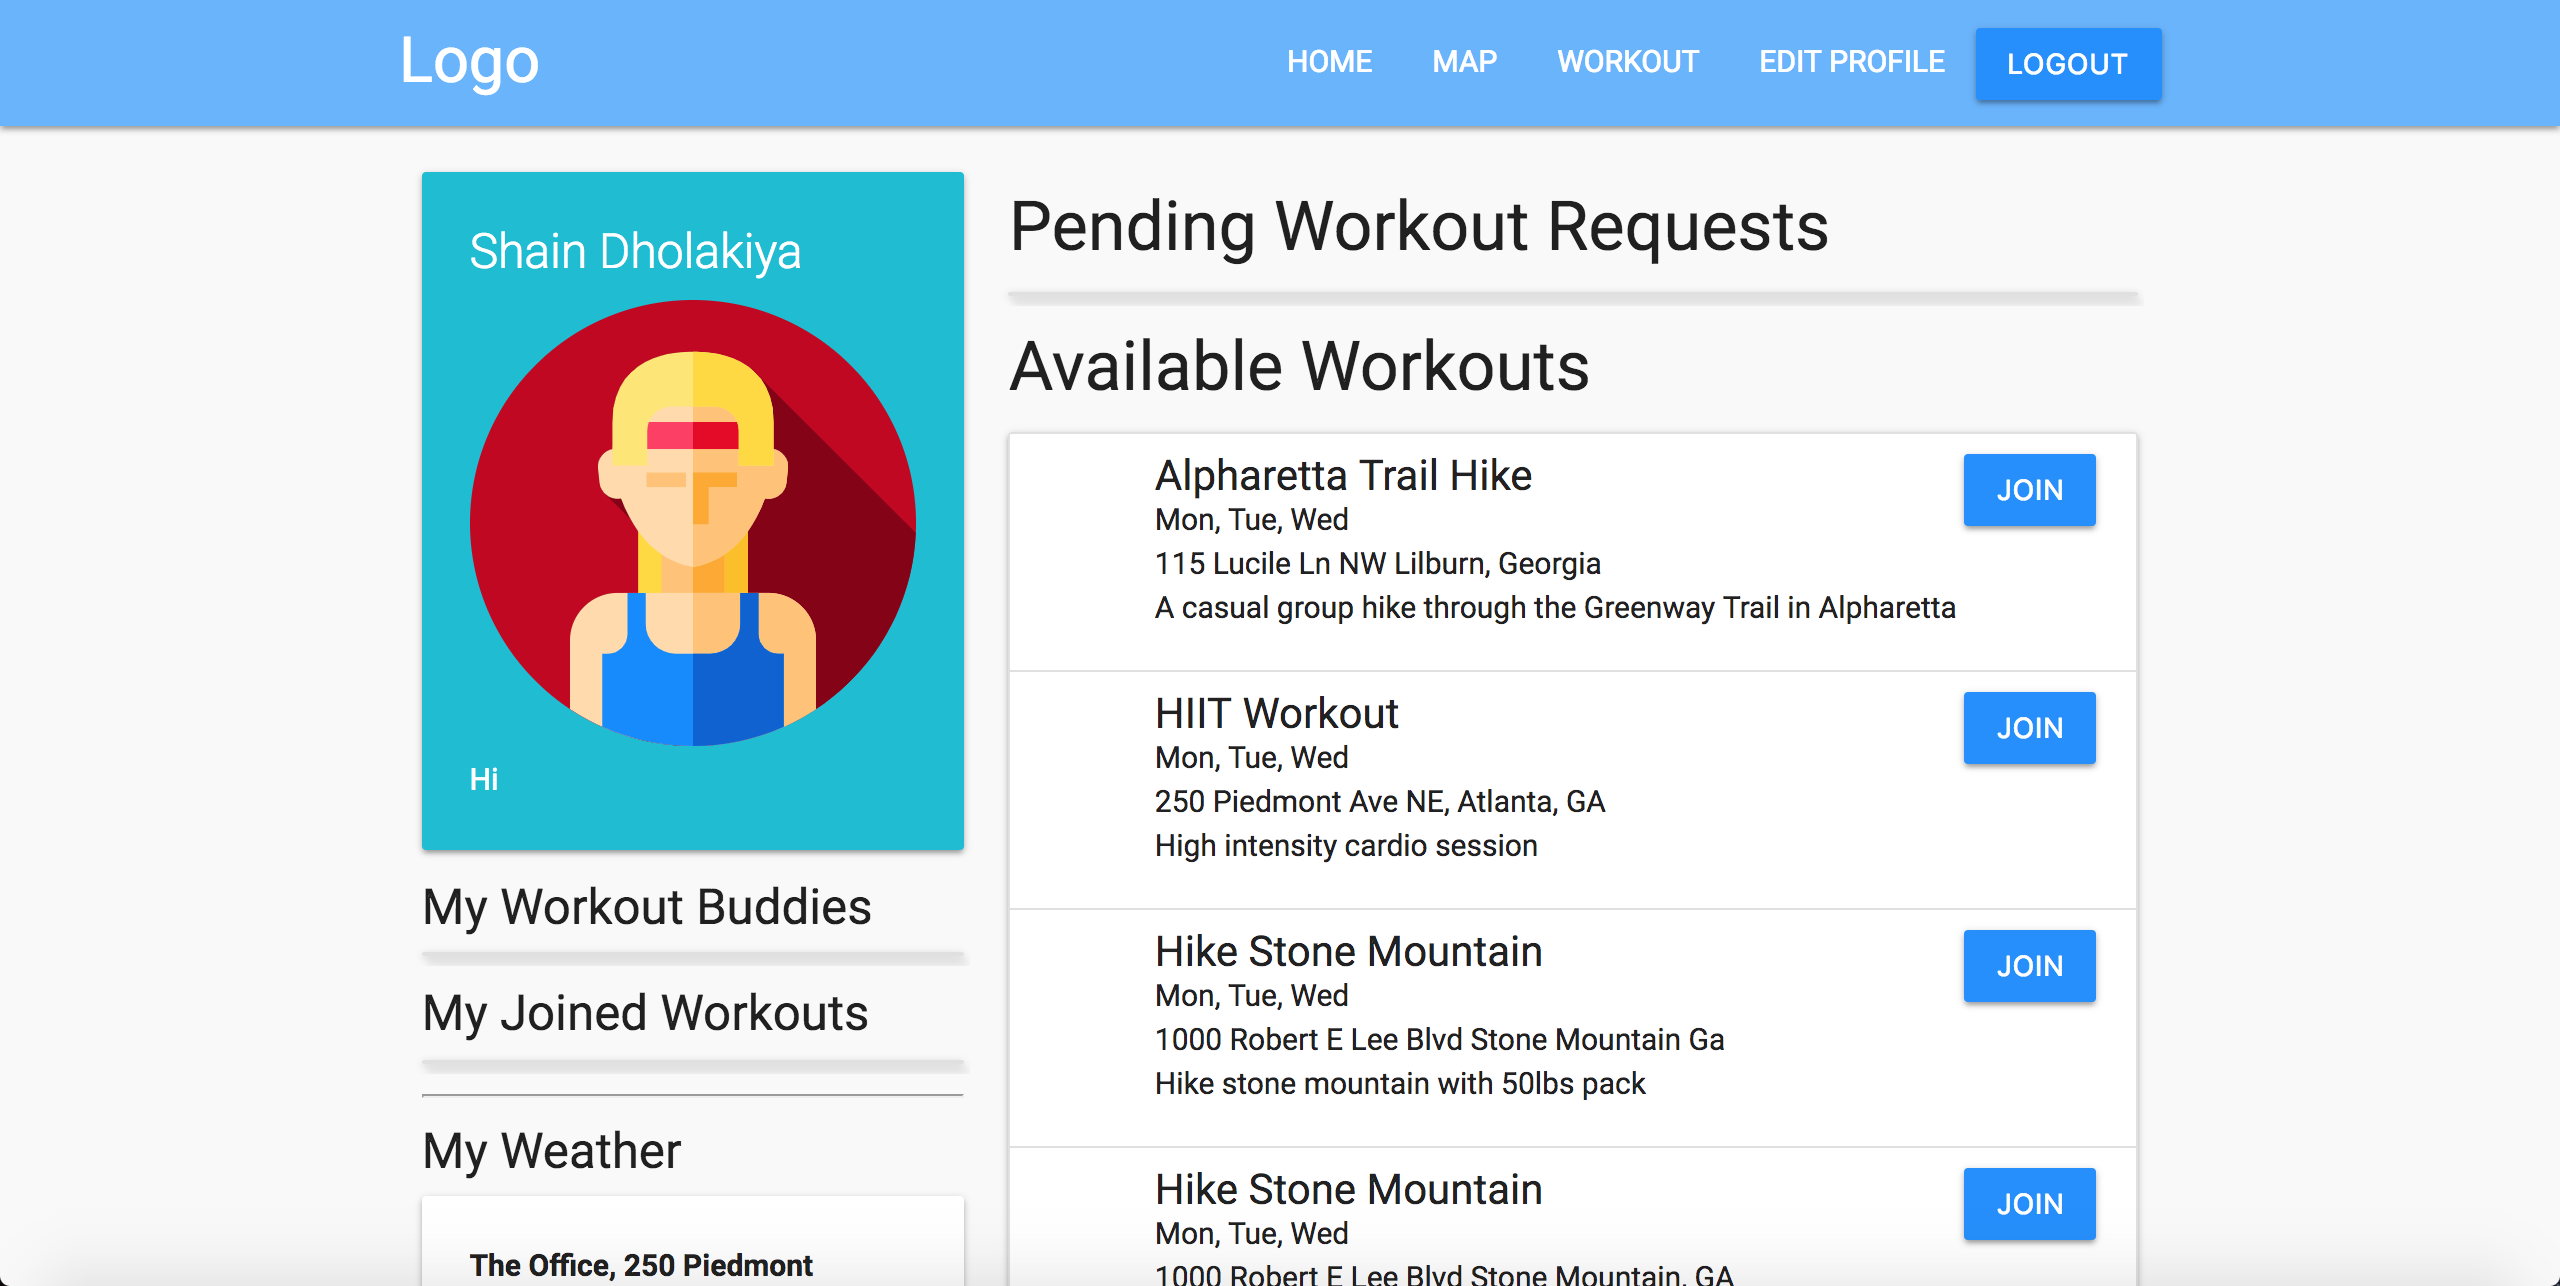 Logo
HOME
MAP
WORKOUT
EDIT PROFILE
LOGOUT
Shain Dholakiya
Hi
My Workout Buddies
My Joined Workouts
My Weather
The Office, 250 Piedmont
Pending Workout Requests
Available Workouts
Alpharetta Trail Hike
JOIN
Mon, Tue, Wed
115 Lucile Ln NW Lilburn, Georgia
A casual group hike through the Greenway Trail in Alpharetta
HIIT Workout
JOIN
Mon, Tue, Wed
250 Piedmont Ave NE, Atlanta, GA
High intensity cardio session
Hike Stone Mountain
JOIN
Mon, Tue, Wed
1000 Robert E Lee Blvd Stone Mountain Ga
Hike stone mountain with 50lbs pack
Hike Stone Mountain
JOIN
Mon, Tue, Wed
1000 Robert E Lee Blvd Stone Mountain, GA